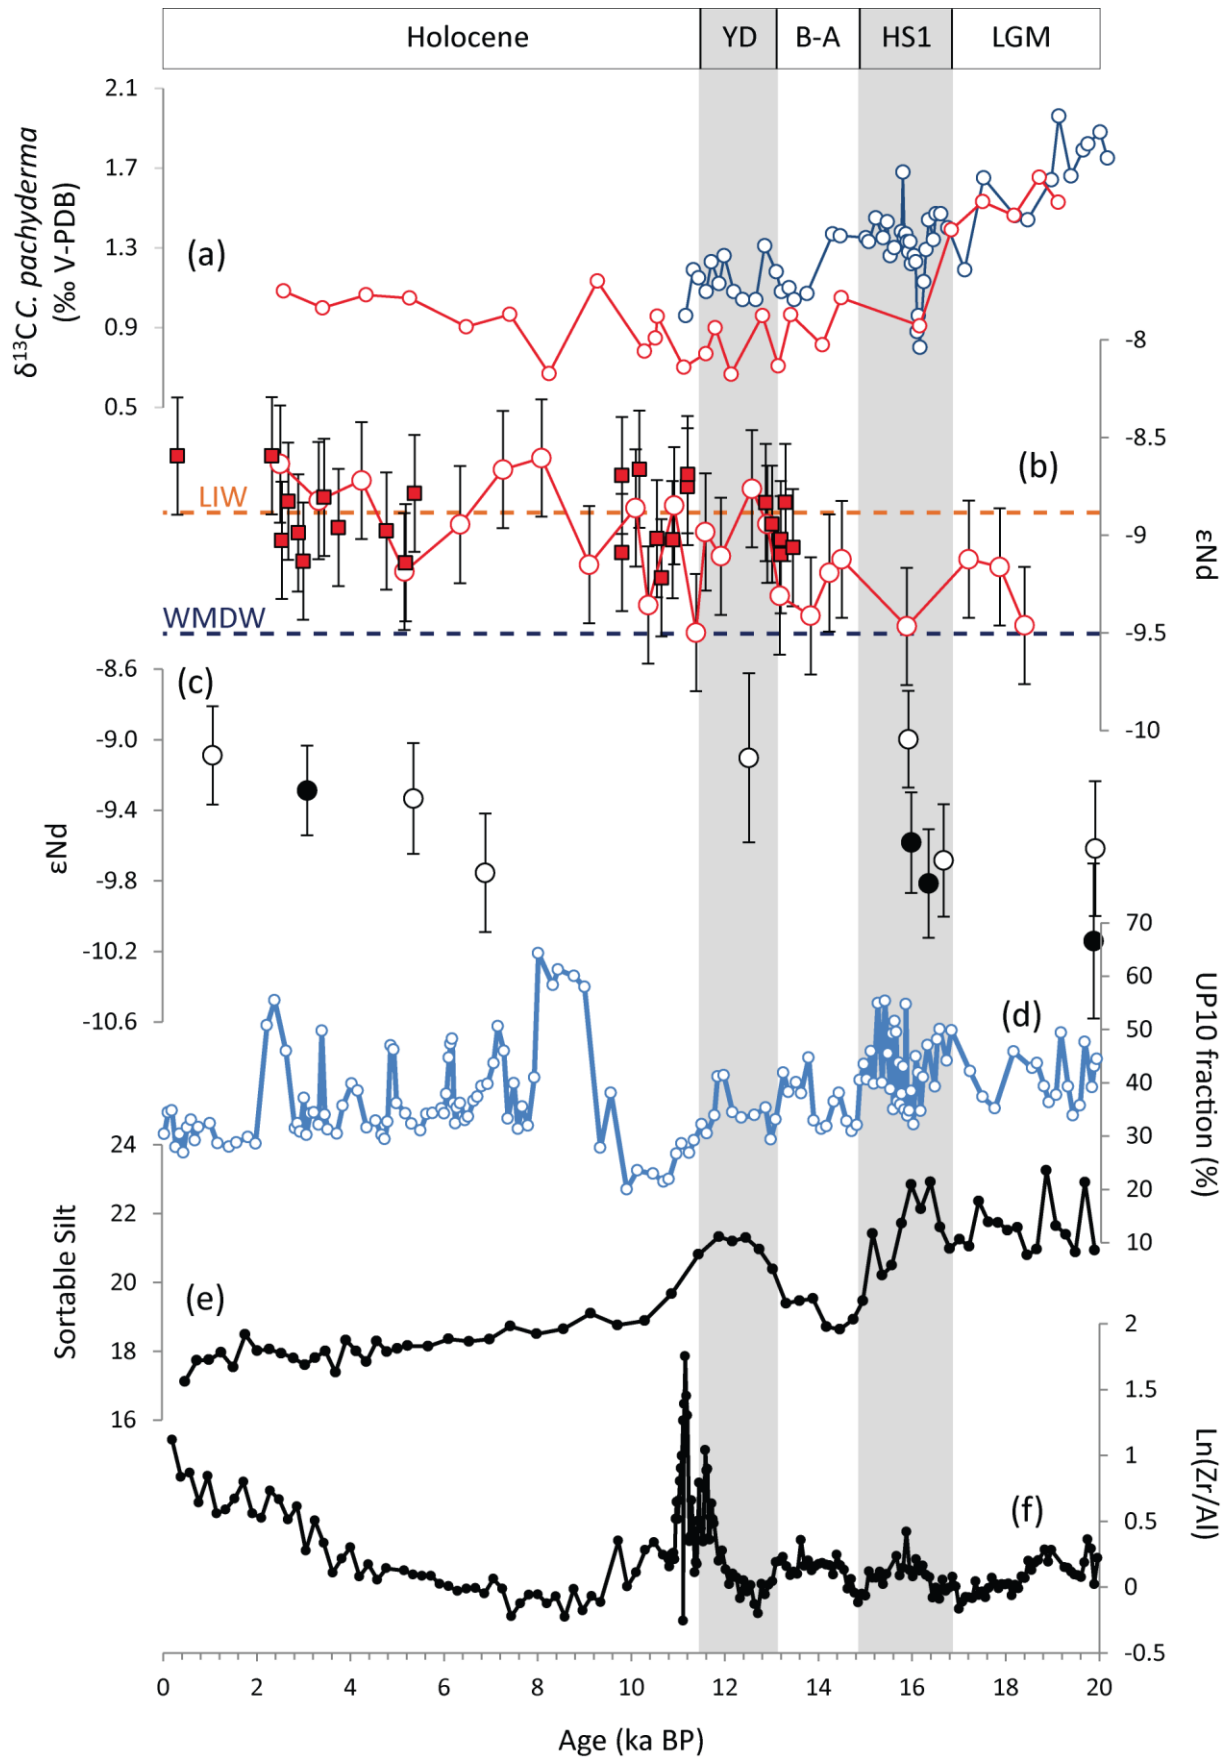 Holocene YD B-A HS1 LGM
2.1
1.7
1.3
0.9
0.5
δ¹³C C. pachyderma
(‰ V-PDB)
(a)
-8
-8.5
-9
-9.5
-10
εNd
(b)
LIW
WMDW
-8.6
-9.0
-9.4
-9.8
-10.2
-10.6
εNd
(c)
70
60
50
40
30
20
10
UP10 fraction (%)
(d)
24
22
20
18
16
Sortable Silt
(e)
2
1.5
1
0.5
0
-0.5
Ln(Zr/Al)
(f)
0 2 4 6 8 10 12 14 16 18 20
Age (ka BP)